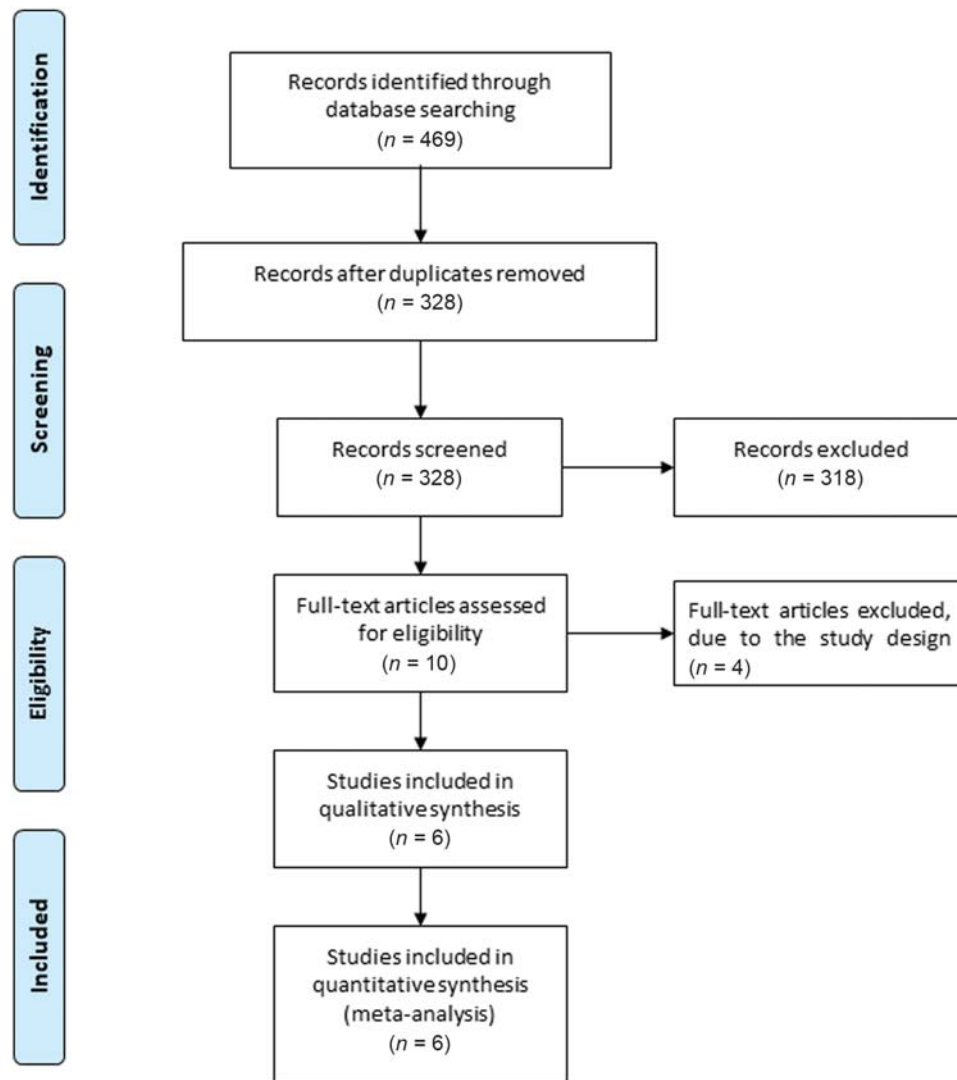 Identification
Records identified through
database searching
(n = 469)
Records after duplicates removed
(n = 328)
Screening
Records screened
(n = 328)
Records excluded
(n = 318)
Eligibility
Full-text articles assessed
for eligibility
(n = 10)
Full-text articles excluded,
due to the study design
(n = 4)
Studies included in
qualitative synthesis
(n = 6)
Included
Studies included in
quantitative synthesis
(meta-analysis)
(n = 6)